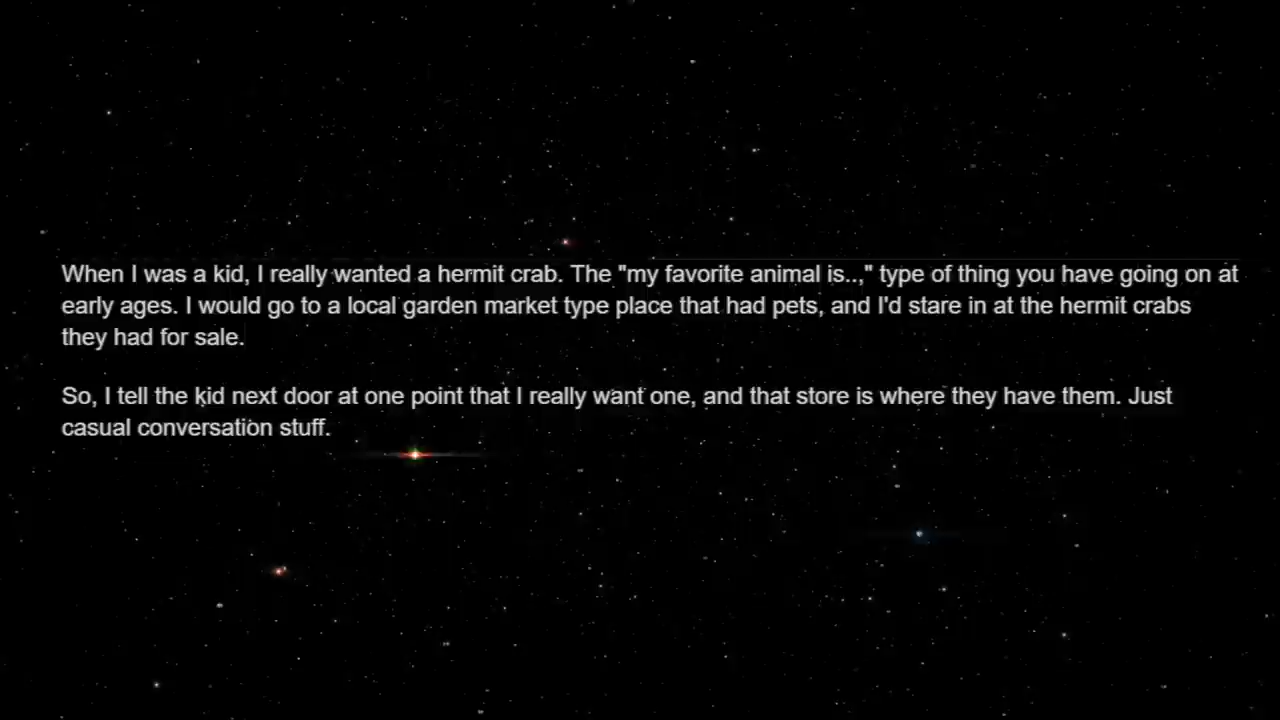 When I was a kid, I really wanted a hermit crab. The "my favorite animal is..," type of thing you have going on at
early ages. I would go to a local garden market type place that had pets, and I'd stare in at the hermit crabs
they had for sale.
So, I tell the kid next door at one point that I really want one, and that store is where they have them. Just
casual conversation stuff.